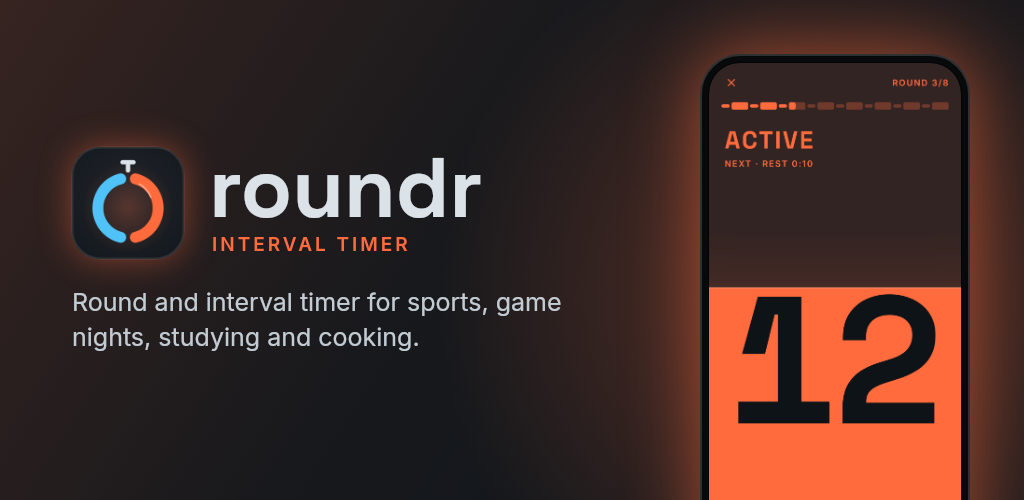 roundr
INTERVAL TIMER
Round and interval timer for sports, game
nights, studying and cooking.
× ROUND 3/8
ACTIVE
NEXT · REST 0:10
12